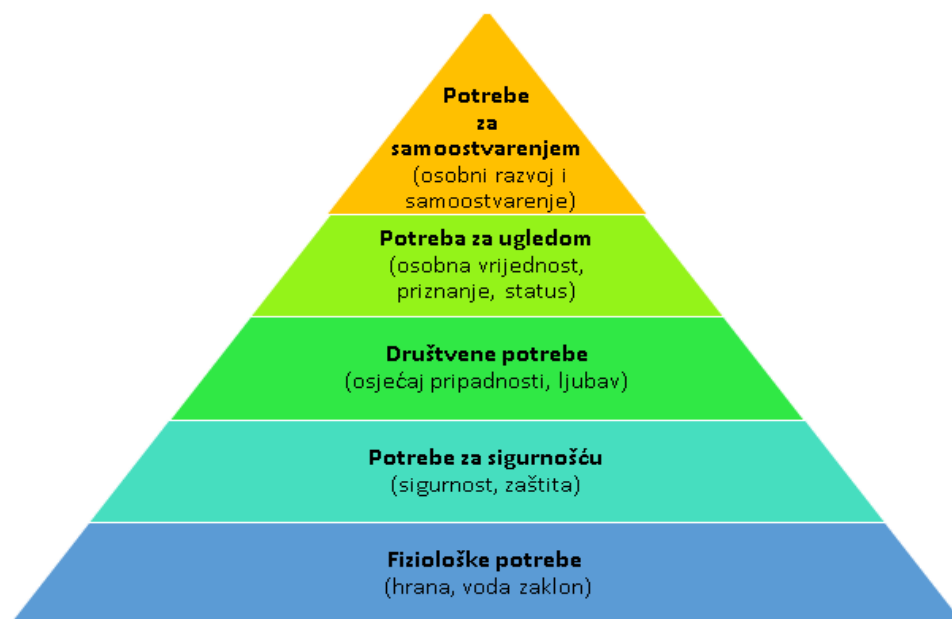 Potrebe
za
samoostvarenjem
(osobni razvoj i
samoostvarenje)
Potreba za ugledom
(osobna vrijednost,
priznanje, status)
Društvene potrebe
(osjećaj pripadnosti, ljubav)
Potrebe za sigurnošću
(sigurnost, zaštita)
Fiziološke potrebe
(hrana, voda zaklon)